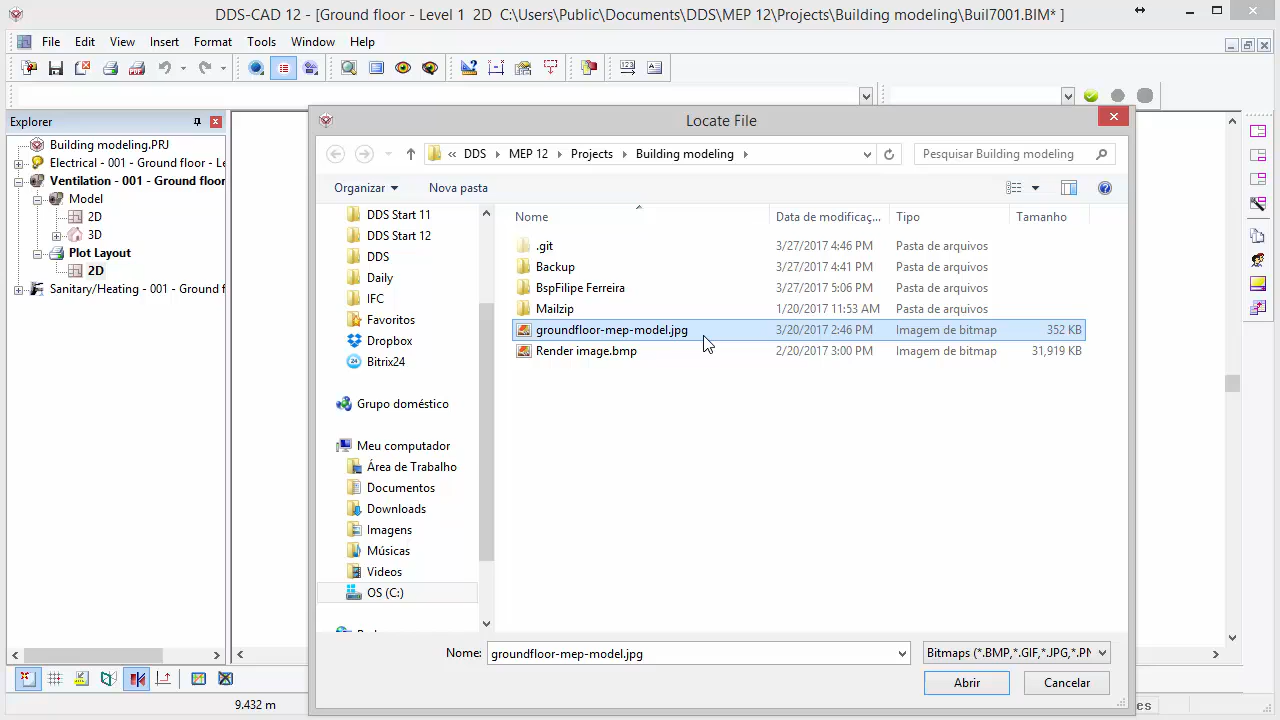 DDS-CAD 12 - [Ground floor - Level 1  2D  C:\Users\Public\Documents\DDS\MEP 12\Projects\Building modeling\Buil7001.BIM* ]
File Edit View Insert Format Tools Window Help
Explorer
Building modeling.PRJ
Electrical - 001 - Ground floor - Le
Ventilation - 001 - Ground floor
Model
2D
3D
Plot Layout
2D
Sanitary/Heating - 001 - Ground f
Locate File
« DDS MEP 12 Projects Building modeling
Pesquisar Building modeling
Organizar Nova pasta
DDS Start 11
DDS Start 12
DDS
Daily
IFC
Favoritos
Dropbox
24 Bitrix24
Grupo doméstico
Meu computador
Área de Trabalho
Documentos
Downloads
Imagens
Músicas
Videos
OS (C:)
Nome Data de modificaç... Tipo Tamanho
.git 3/27/2017 4:46 PM Pasta de arquivos
Backup 3/27/2017 4:41 PM Pasta de arquivos
BspFilipe Ferreira 3/27/2017 5:06 PM Pasta de arquivos
Mailzip 1/20/2017 11:53 AM Pasta de arquivos
groundfloor-mep-model.jpg 3/20/2017 2:46 PM Imagem de bitmap 332 KB
Render image.bmp 2/20/2017 3:00 PM Imagem de bitmap 31,919 KB
Nome: groundfloor-mep-model.jpg Bitmaps (*.BMP,*.GIF,*.JPG,*.PN
Abrir Cancelar
9.432 m